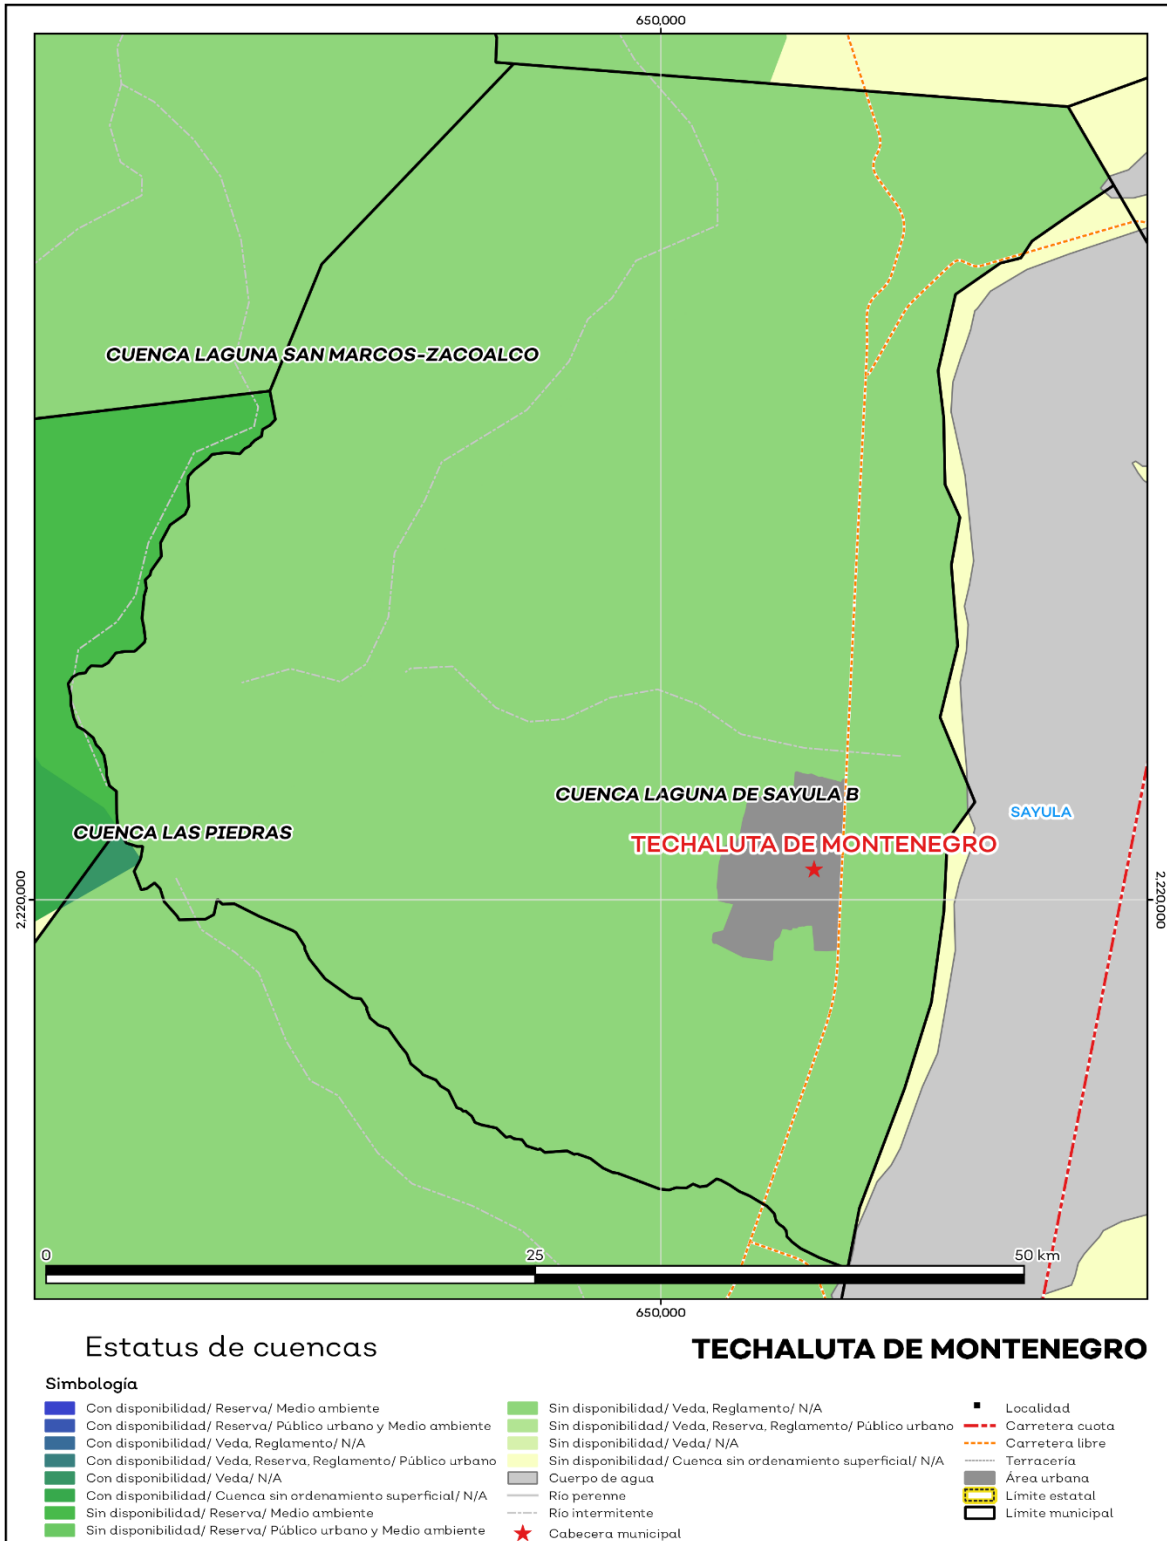 650,000
CUENCA LAGUNA SAN MARCOS-ZACOALCO
CUENCA LAGUNA DE SAYULA B
SAYULA
CUENCA LAS PIEDRAS
TECHALUTA DE MONTENEGRO
2,220,000
2,220,000
0 25 50 km
650,000
Estatus de cuencas
TECHALUTA DE MONTENEGRO
Simbología
Con disponibilidad/ Reserva/ Medio ambiente
Con disponibilidad/ Reserva/ Público urbano y Medio ambiente
Con disponibilidad/ Veda, Reglamento/ N/A
Con disponibilidad/ Veda, Reserva, Reglamento/ Público urbano
Con disponibilidad/ Veda/ N/A
Con disponibilidad/ Cuenca sin ordenamiento superficial/ N/A
Sin disponibilidad/ Reserva/ Medio ambiente
Sin disponibilidad/ Reserva/ Público urbano y Medio ambiente
Sin disponibilidad/ Veda, Reglamento/ N/A
Sin disponibilidad/ Veda, Reserva, Reglamento/ Público urbano
Sin disponibilidad/ Veda/ N/A
Sin disponibilidad/ Cuenca sin ordenamiento superficial/ N/A
Cuerpo de agua
Río perenne
Río intermitente
Cabecera municipal
Localidad
Carretera cuota
Carretera libre
Terracería
Área urbana
Límite estatal
Límite municipal